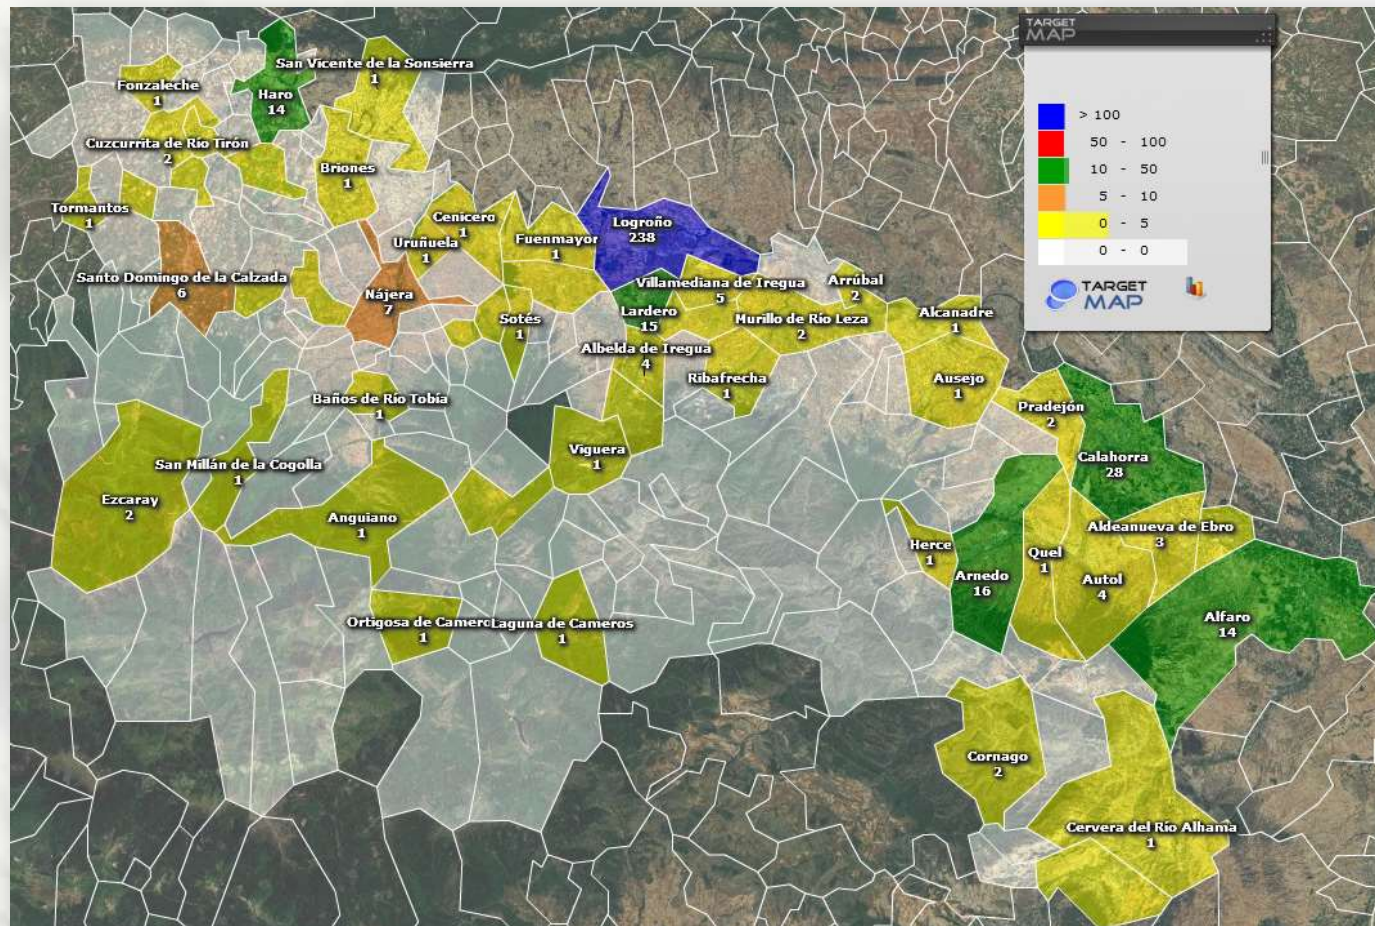 TARGET
MAP
> 100
50 - 100
10 - 50
5 - 10
0 - 5
0 - 0
TARGET
MAP
San Vicente de la Sonsierra
1
Fonzaleche
1
Haro
14
Cuzcurrita de Río Tirón
2
Briones
1
Tormantos
1
Cenicero
1
Logroño
238
Uruñuela
1
Fuenmayor
1
Santo Domingo de la Calzada
6
Villamediana de Iregua
5
Arrúbal
2
Nájera
7
Sotés
1
Lardero
15
Murillo de Río Leza
2
Alcanadre
1
Albelda de Iregua
4
Ribafrecha
1
Ausejo
1
Baños de Río Tobía
1
Pradejón
2
Viguera
1
Calahorra
28
San Millán de la Cogolla
1
Ezcaray
2
Anguiano
1
Aldeanueva de Ebro
3
Herce
1
Quel
1
Arnedo
16
Autol
4
Ortigosa de Camero
1
Laguna de Cameros
1
Alfaro
14
Cornago
2
Cervera del Río Alhama
1